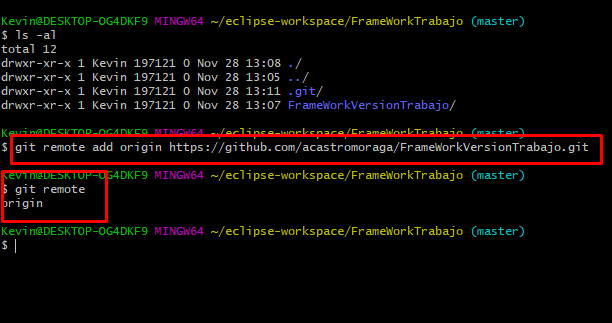 Kevin@DESKTOP-OG4DKF9 MINGW64 ~/eclipse-workspace/FrameWorkTrabajo (master)
$ ls -al
total 12
drwxr-xr-x 1 Kevin 197121 0 Nov 28 13:08 ./
drwxr-xr-x 1 Kevin 197121 0 Nov 28 13:05 ../
drwxr-xr-x 1 Kevin 197121 0 Nov 28 13:11 .git/
drwxr-xr-x 1 Kevin 197121 0 Nov 28 13:07 FrameWorkVersionTrabajo/
Kevin@DESKTOP-OG4DKF9 MINGW64 ~/eclipse-workspace/FrameWorkTrabajo (master)
$ git remote add origin https://github.com/acastromoraga/FrameWorkVersionTrabajo.git
Kevin@DESKTOP-OG4DKF9 MINGW64 ~/eclipse-workspace/FrameWorkTrabajo (master)
$ git remote
origin
Kevin@DESKTOP-OG4DKF9 MINGW64 ~/eclipse-workspace/FrameWorkTrabajo (master)
$